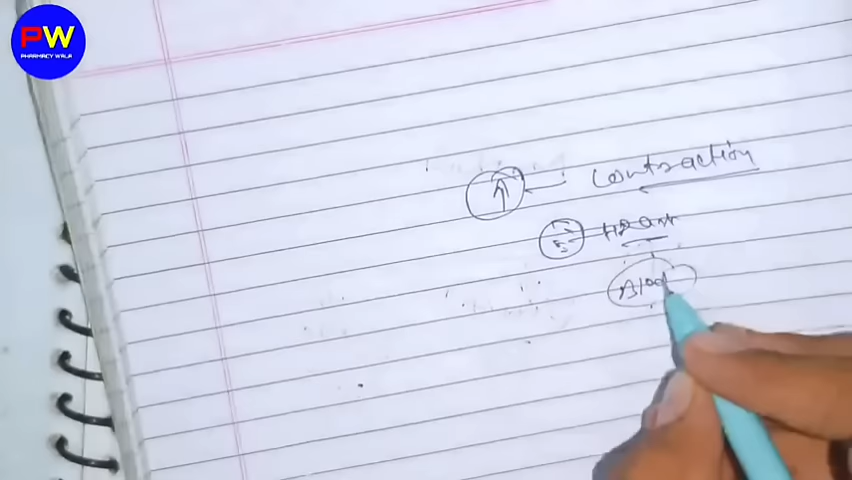 PW
PHARMACY WALA
↑ ← Contraction
Heart
Blood